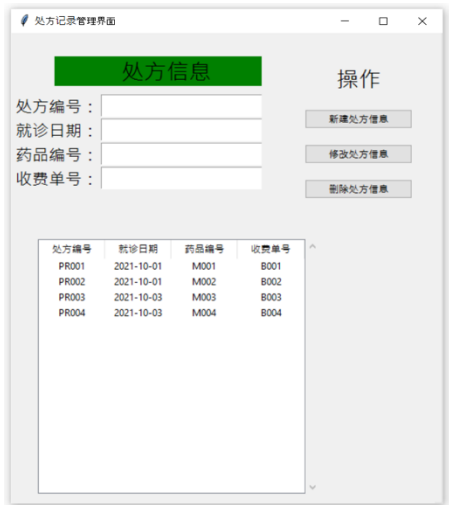 处方记录管理界面
处方信息
操作
处方编号：
就诊日期：
药品编号：
收费单号：
新建处方信息
修改处方信息
删除处方信息
处方编号 就诊日期 药品编号 收费单号
PR001 2021-10-01 M001 B001
PR002 2021-10-01 M002 B002
PR003 2021-10-03 M003 B003
PR004 2021-10-03 M004 B004